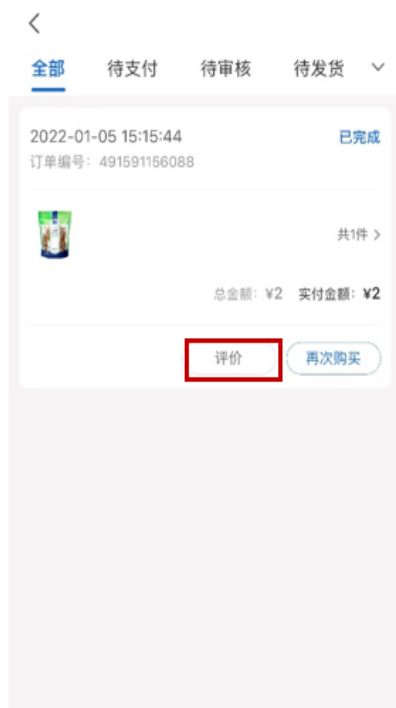 全部 待支付 待审核 待发货
2022-01-05 15:15:44 已完成
订单编号: 491591156088
共1件
总金额: ¥2 实付金额: ¥2
评价 再次购买